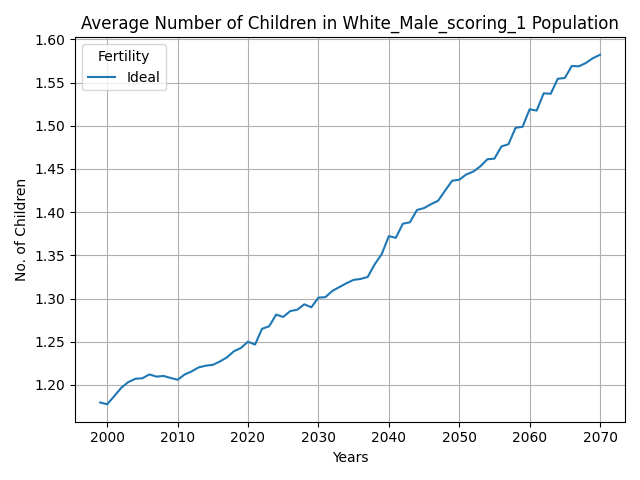 Average Number of Children in White_Male_scoring_1 Population
Fertility
Ideal
No. of Children
1.60
1.55
1.50
1.45
1.40
1.35
1.30
1.25
1.20
2000 2010 2020 2030 2040 2050 2060 2070
Years